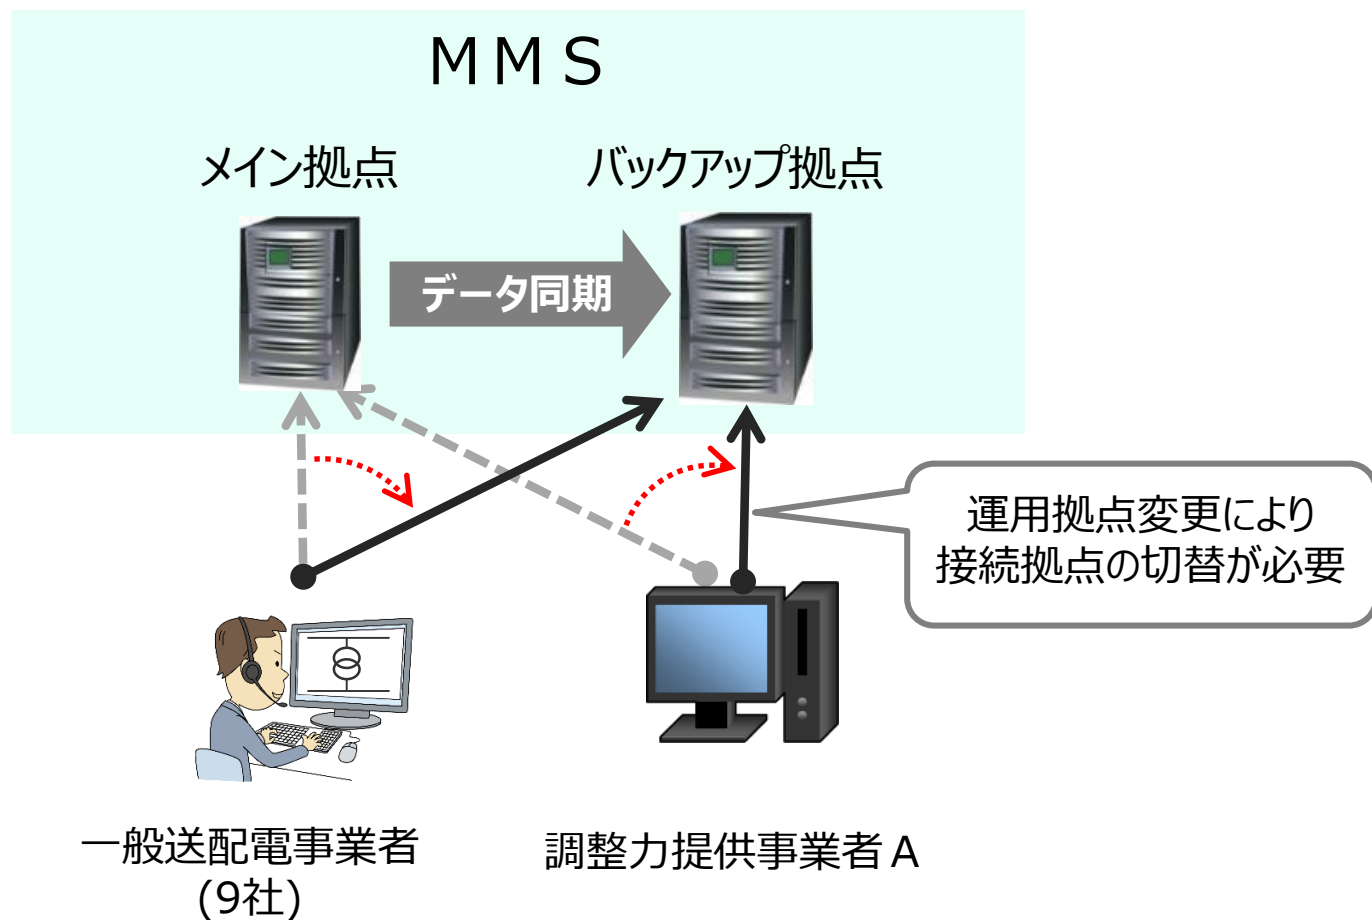 ＭＭＳ
メイン拠点
バックアップ拠点
データ同期
運用拠点変更により
接続拠点の切替が必要
一般送配電事業者
(9社)
調整力提供事業者Ａ